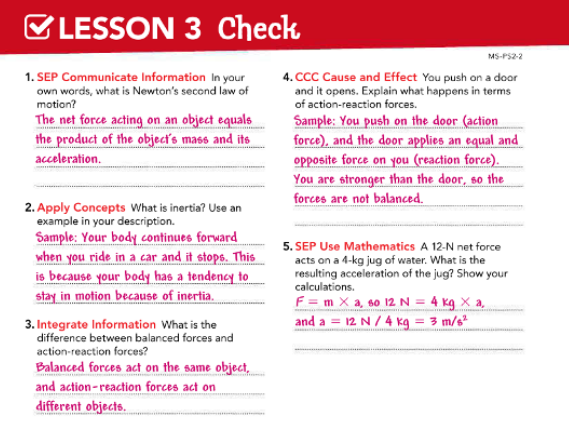 LESSON 3 Check
MS-PS2-2
1. SEP Communicate Information In your
own words, what is Newton's second law of
motion?
The net force acting on an object equals
the product of the object's mass and its
acceleration.
2. Apply Concepts What is inertia? Use an
example in your description.
Sample: Your body continues forward
when you ride in a car and it stops. This
is because your body has a tendency to
stay in motion because of inertia.
3. Integrate Information What is the
difference between balanced forces and
action-reaction forces?
Balanced forces act on the same object,
and action-reaction forces act on
different objects.
4. CCC Cause and Effect You push on a door
and it opens. Explain what happens in terms
of action-reaction forces.
Sample: You push on the door (action
force), and the door applies an equal and
opposite force on you (reaction force).
You are stronger than the door, so the
forces are not balanced.
5. SEP Use Mathematics A 12-N net force
acts on a 4-kg jug of water. What is the
resulting acceleration of the jug? Show your
calculations.
F = m × a, so 12 N = 4 kg × a,
and a = 12 N / 4 kg = 3 m/s²